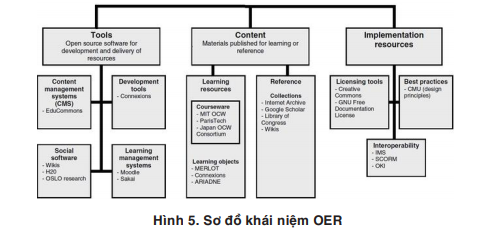 Tools
Open source software for
development and delivery of
resources
Content
Materials published for learning or
reference
Implementation
resources
Content
management
systems
(CMS)
- EduCommons
Development
tools
- Connexions
Social
software
- Wikis
- H20
- OSLO research
Learning
management
systems
- Moodle
- Sakai
Learning
resources
Courseware
- MIT OCW
- ParisTech
- Japan OCW
Consortium
Learning objects
- MERLOT
- Connexions
- ARIADNE
Reference
Collections
- Internet Archive
- Google Scholar
- Library of
Congress
- Wikis
Licensing tools
- Creative
Commons
- GNU Free
Documentation
License
Best practices
- CMU (design
principles)
Interoperability
- IMS
- SCORM
- OKI
Hình 5. Sơ đồ khái niệm OER